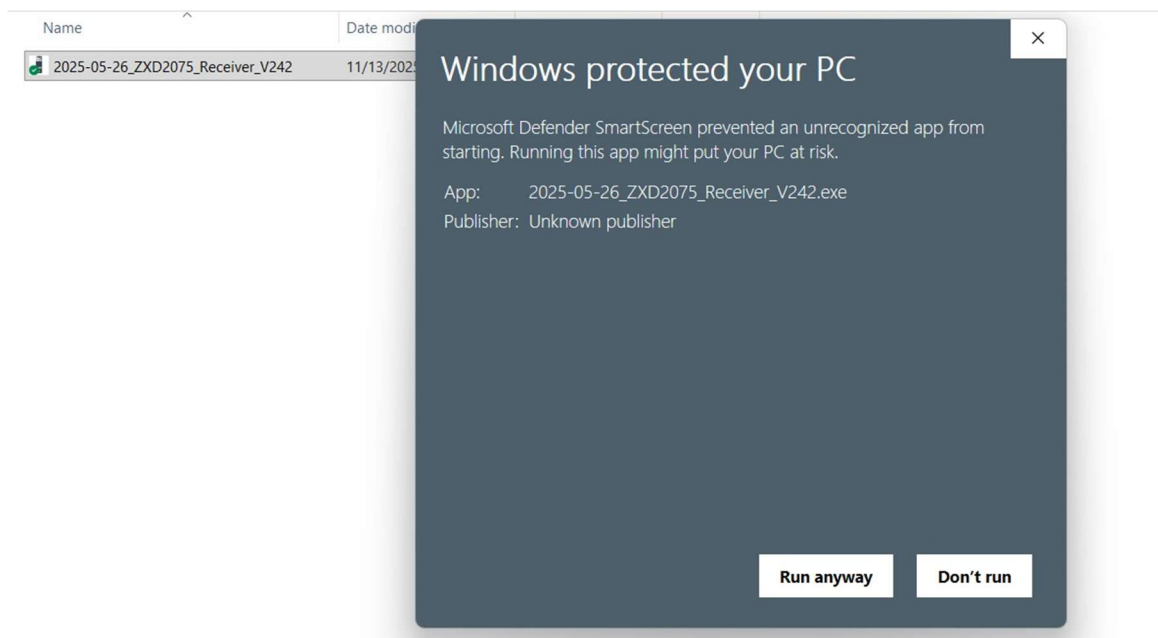 Name
Date modi
2025-05-26_ZXD2075_Receiver_V242
11/13/202
Windows protected your PC
Microsoft Defender SmartScreen prevented an unrecognized app from
starting. Running this app might put your PC at risk.
App: 2025-05-26_ZXD2075_Receiver_V242.exe
Publisher: Unknown publisher
Run anyway
Don't run